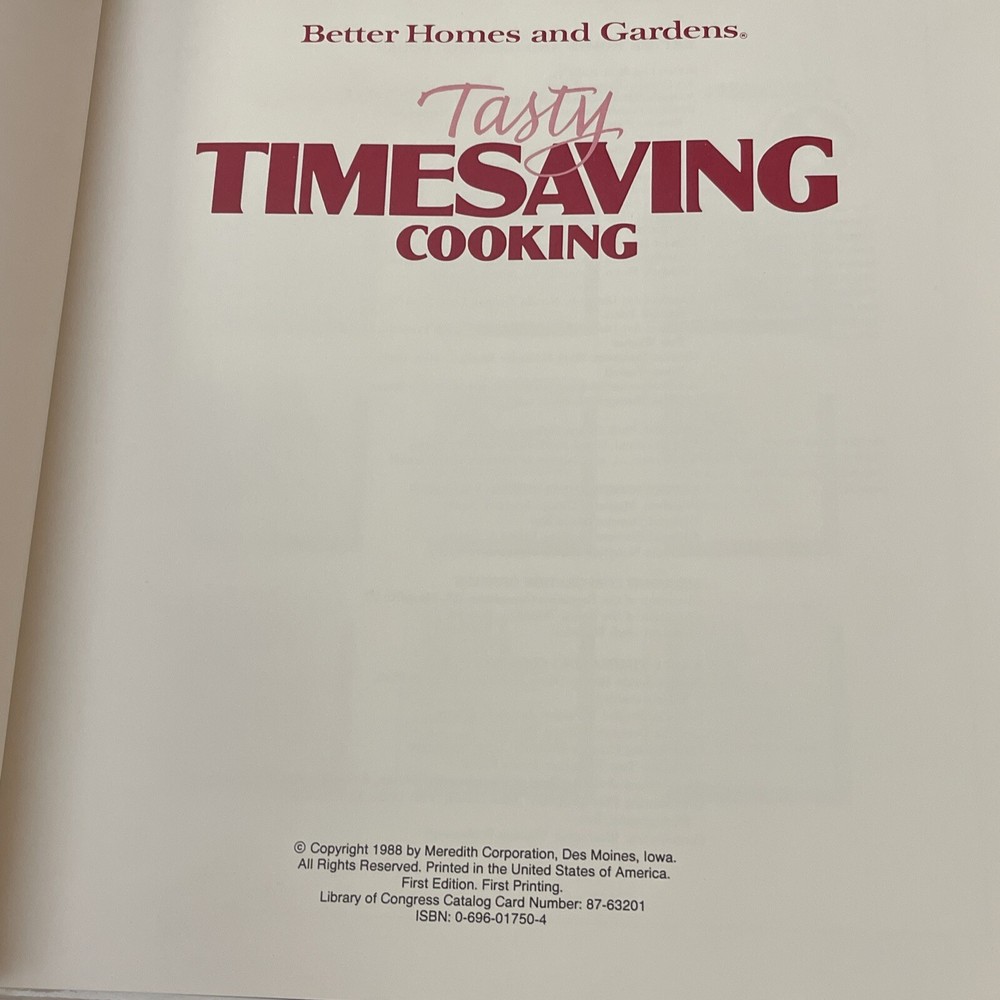 Better Homes and Gardens®
Tasty
TIMESAVING
COOKING
© Copyright 1988 by Meredith Corporation, Des Moines, Iowa.
All Rights Reserved. Printed in the United States of America.
First Edition. First Printing.
Library of Congress Catalog Card Number: 87-63201
ISBN: 0-696-01750-4